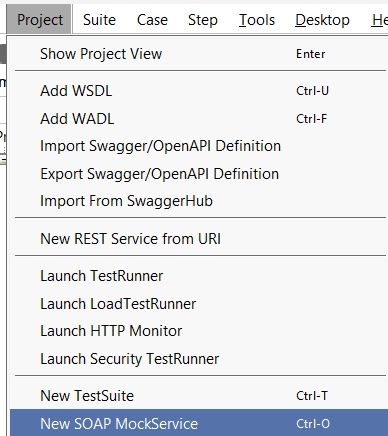 Project Suite Case Step Tools Desktop
Show Project View Enter
Add WSDL Ctrl-U
Add WADL Ctrl-F
Import Swagger/OpenAPI Definition
Export Swagger/OpenAPI Definition
Import From SwaggerHub
New REST Service from URI
Launch TestRunner
Launch LoadTestRunner
Launch HTTP Monitor
Launch Security TestRunner
New TestSuite Ctrl-T
New SOAP MockService Ctrl-O